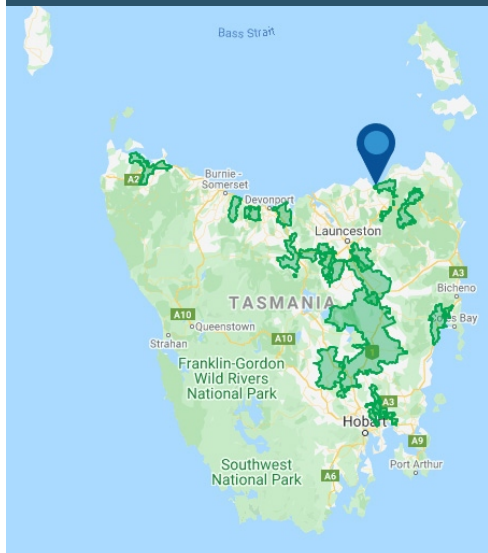 Bass Strait
A2
Burnie -
Somerset
Devonport
Launceston
A3
Bicheno
TASMANIA
A10
Queenstown
Strahan
A10
1
Franklin-Gordon
Wild Rivers
National Park
A3
Hobart
A9
Southwest
National Park
A6
Port Arthur